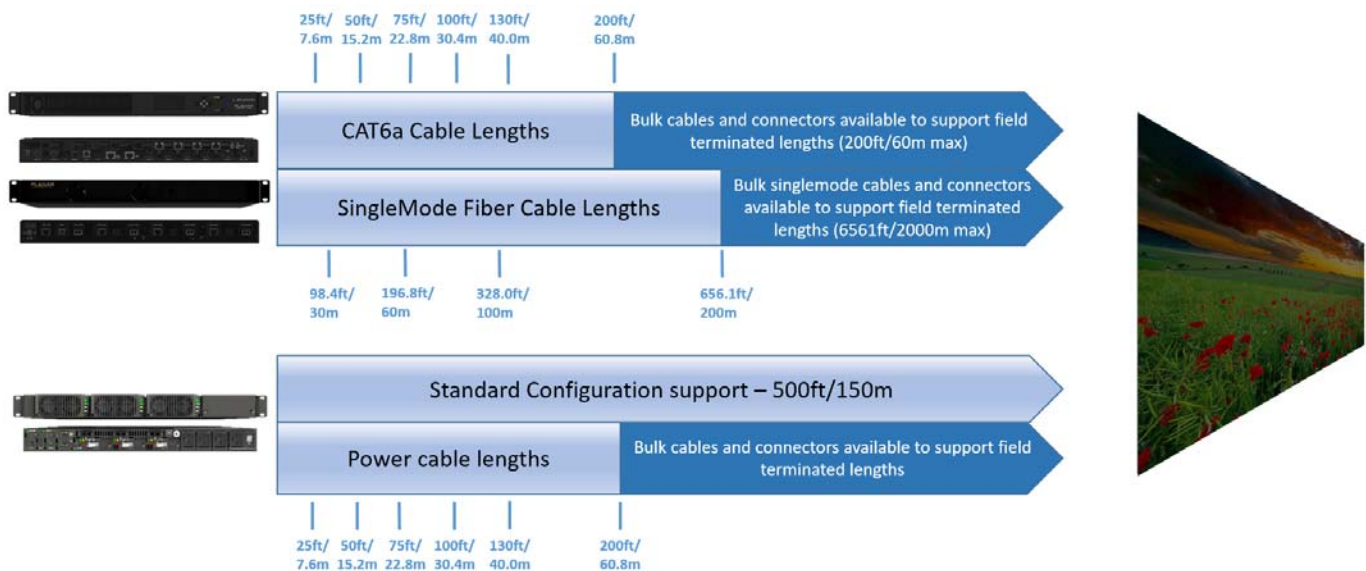 25ft/ 50ft/ 75ft/ 100ft/ 130ft/ 200ft/
7.6m 15.2m 22.8m 30.4m 40.0m 60.8m
CAT6a Cable Lengths
Bulk cables and connectors available to support field
terminated lengths (200ft/60m max)
SingleMode Fiber Cable Lengths
Bulk singlemode cables and connectors
available to support field terminated
lengths (6561ft/2000m max)
98.4ft/ 196.8ft/ 328.0ft/ 656.1ft/
30m 60m 100m 200m
Standard Configuration support – 500ft/150m
Power cable lengths
Bulk cables and connectors available to support field
terminated lengths
25ft/ 50ft/ 75ft/ 100ft/ 130ft/ 200ft/
7.6m 15.2m 22.8m 30.4m 40.0m 60.8m